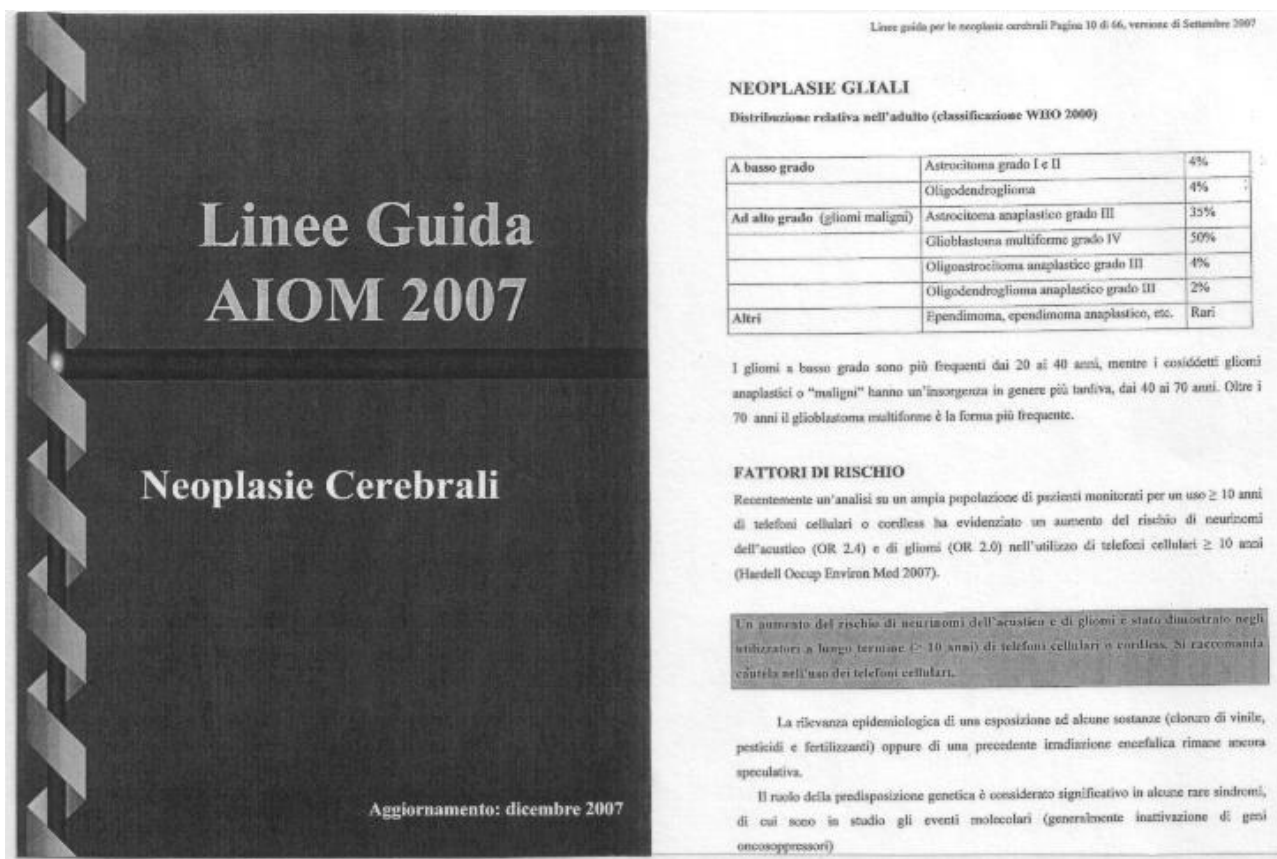 Linee Guida
AIOM 2007
Neoplasie Cerebrali
Aggiornamento: dicembre 2007
Linee guida per le neoplasie cerebrali Pagina 10 di 66, versione di Settembre 2007
NEOPLASIE GLIALI
Distribuzione relativa nell'adulto (classificazione WHO 2000)
A basso grado Astrocitoma grado I e II 4%
Oligodendroglioma 4%
Ad alto grado (gliomi maligni) Astrocitoma anaplastico grado III 35%
Glioblastoma multiforme grado IV 50%
Oligoastrocitoma anaplastico grado III 4%
Oligodendroglioma anaplastico grado III 2%
Altri Ependimoma, ependimoma anaplastico, etc. Rari
I gliomi a basso grado sono più frequenti dai 20 ai 40 anni, mentre i cosiddetti gliomi
anaplastici o "maligni" hanno un'insorgenza in genere più tardiva, dai 40 ai 70 anni. Oltre i
70 anni il glioblastoma multiforme è la forma più frequente.
FATTORI DI RISCHIO
Recentemente un'analisi su un ampia popolazione di pazienti monitorati per un uso ≥ 10 anni
di telefoni cellulari o cordless ha evidenziato un aumento del rischio di neurinomi
dell'acustico (OR 2.4) e di gliomi (OR 2.0) nell'utilizzo di telefoni cellulari ≥ 10 anni
(Hardell Occup Environ Med 2007).
Un aumento del rischio di neurinomi dell'acustico e di gliomi è stato dimostrato negli
utilizzatori a lungo termine (≥ 10 anni) di telefoni cellulari o cordless. Si raccomanda
cautela nell'uso dei telefoni cellulari.
La rilevanza epidemiologica di una esposizione ad alcune sostanze (cloruro di vinile,
pesticidi e fertilizzanti) oppure di una precedente irradiazione encefalica rimane ancora
speculativa.
Il ruolo della predisposizione genetica è considerato significativo in alcune rare sindromi,
di cui sono in studio gli eventi molecolari (generalmente inattivazione di geni
oncosoppressori)